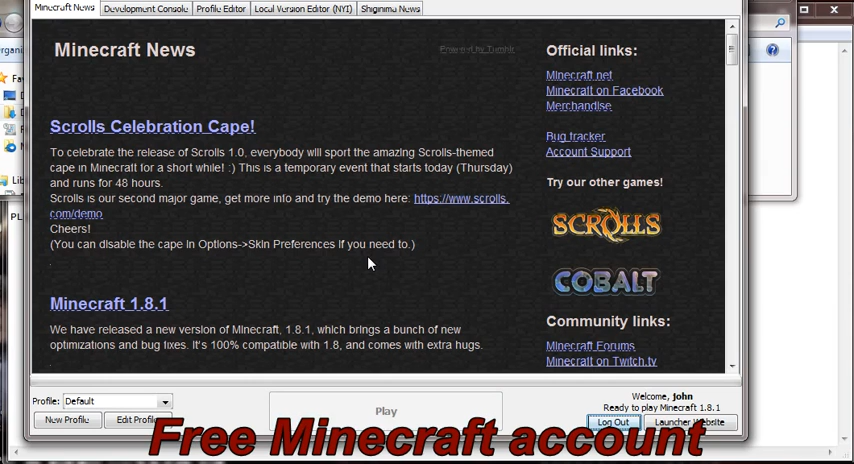 Minecraft News
Development Console
Profile Editor
Local Version Editor (NYI)
Shiginima News
Minecraft News
Powered by Tumblr
Official links:
Minecraft.net
Minecraft on Facebook
Merchandise
Bug tracker
Account Support
Try our other games!
SCROLLS
COBALT
Community links:
Minecraft Forums
Minecraft on Twitch.tv
Scrolls Celebration Cape!
To celebrate the release of Scrolls 1.0, everybody will sport the amazing Scrolls-themed
cape in Minecraft for a short while! :) This is a temporary event that starts today (Thursday)
and runs for 48 hours.
Scrolls is our second major game, get more info and try the demo here: https://www.scrolls.
com/demo
Cheers!
(You can disable the cape in Options->Skin Preferences if you need to.)
Minecraft 1.8.1
We have released a new version of Minecraft, 1.8.1, which brings a bunch of new
optimizations and bug fixes. It's 100% compatible with 1.8, and comes with extra hugs.
Profile: Default
New Profile
Edit Profile
Play
Welcome, john
Ready to play Minecraft 1.8.1
Log Out
Launcher Website
Free Minecraft account